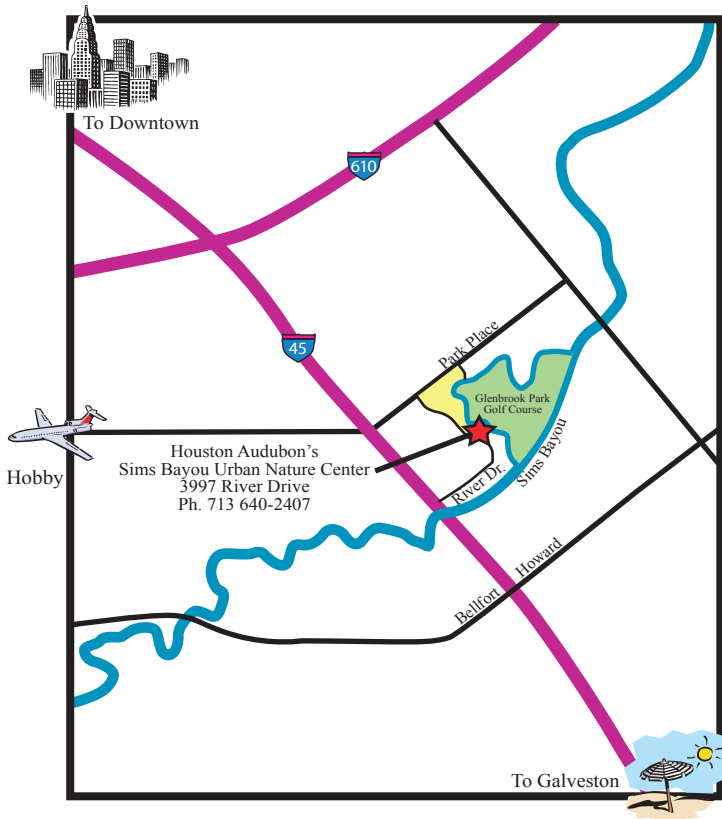 To Downtown
610
45
Park Place
Glenbrook Park
Golf Course
Hobby
Houston Audubon's
Sims Bayou Urban Nature Center
3997 River Drive
Ph. 713 640-2407
River Dr.
Sims Bayou
Bellfort
Howard
To Galveston